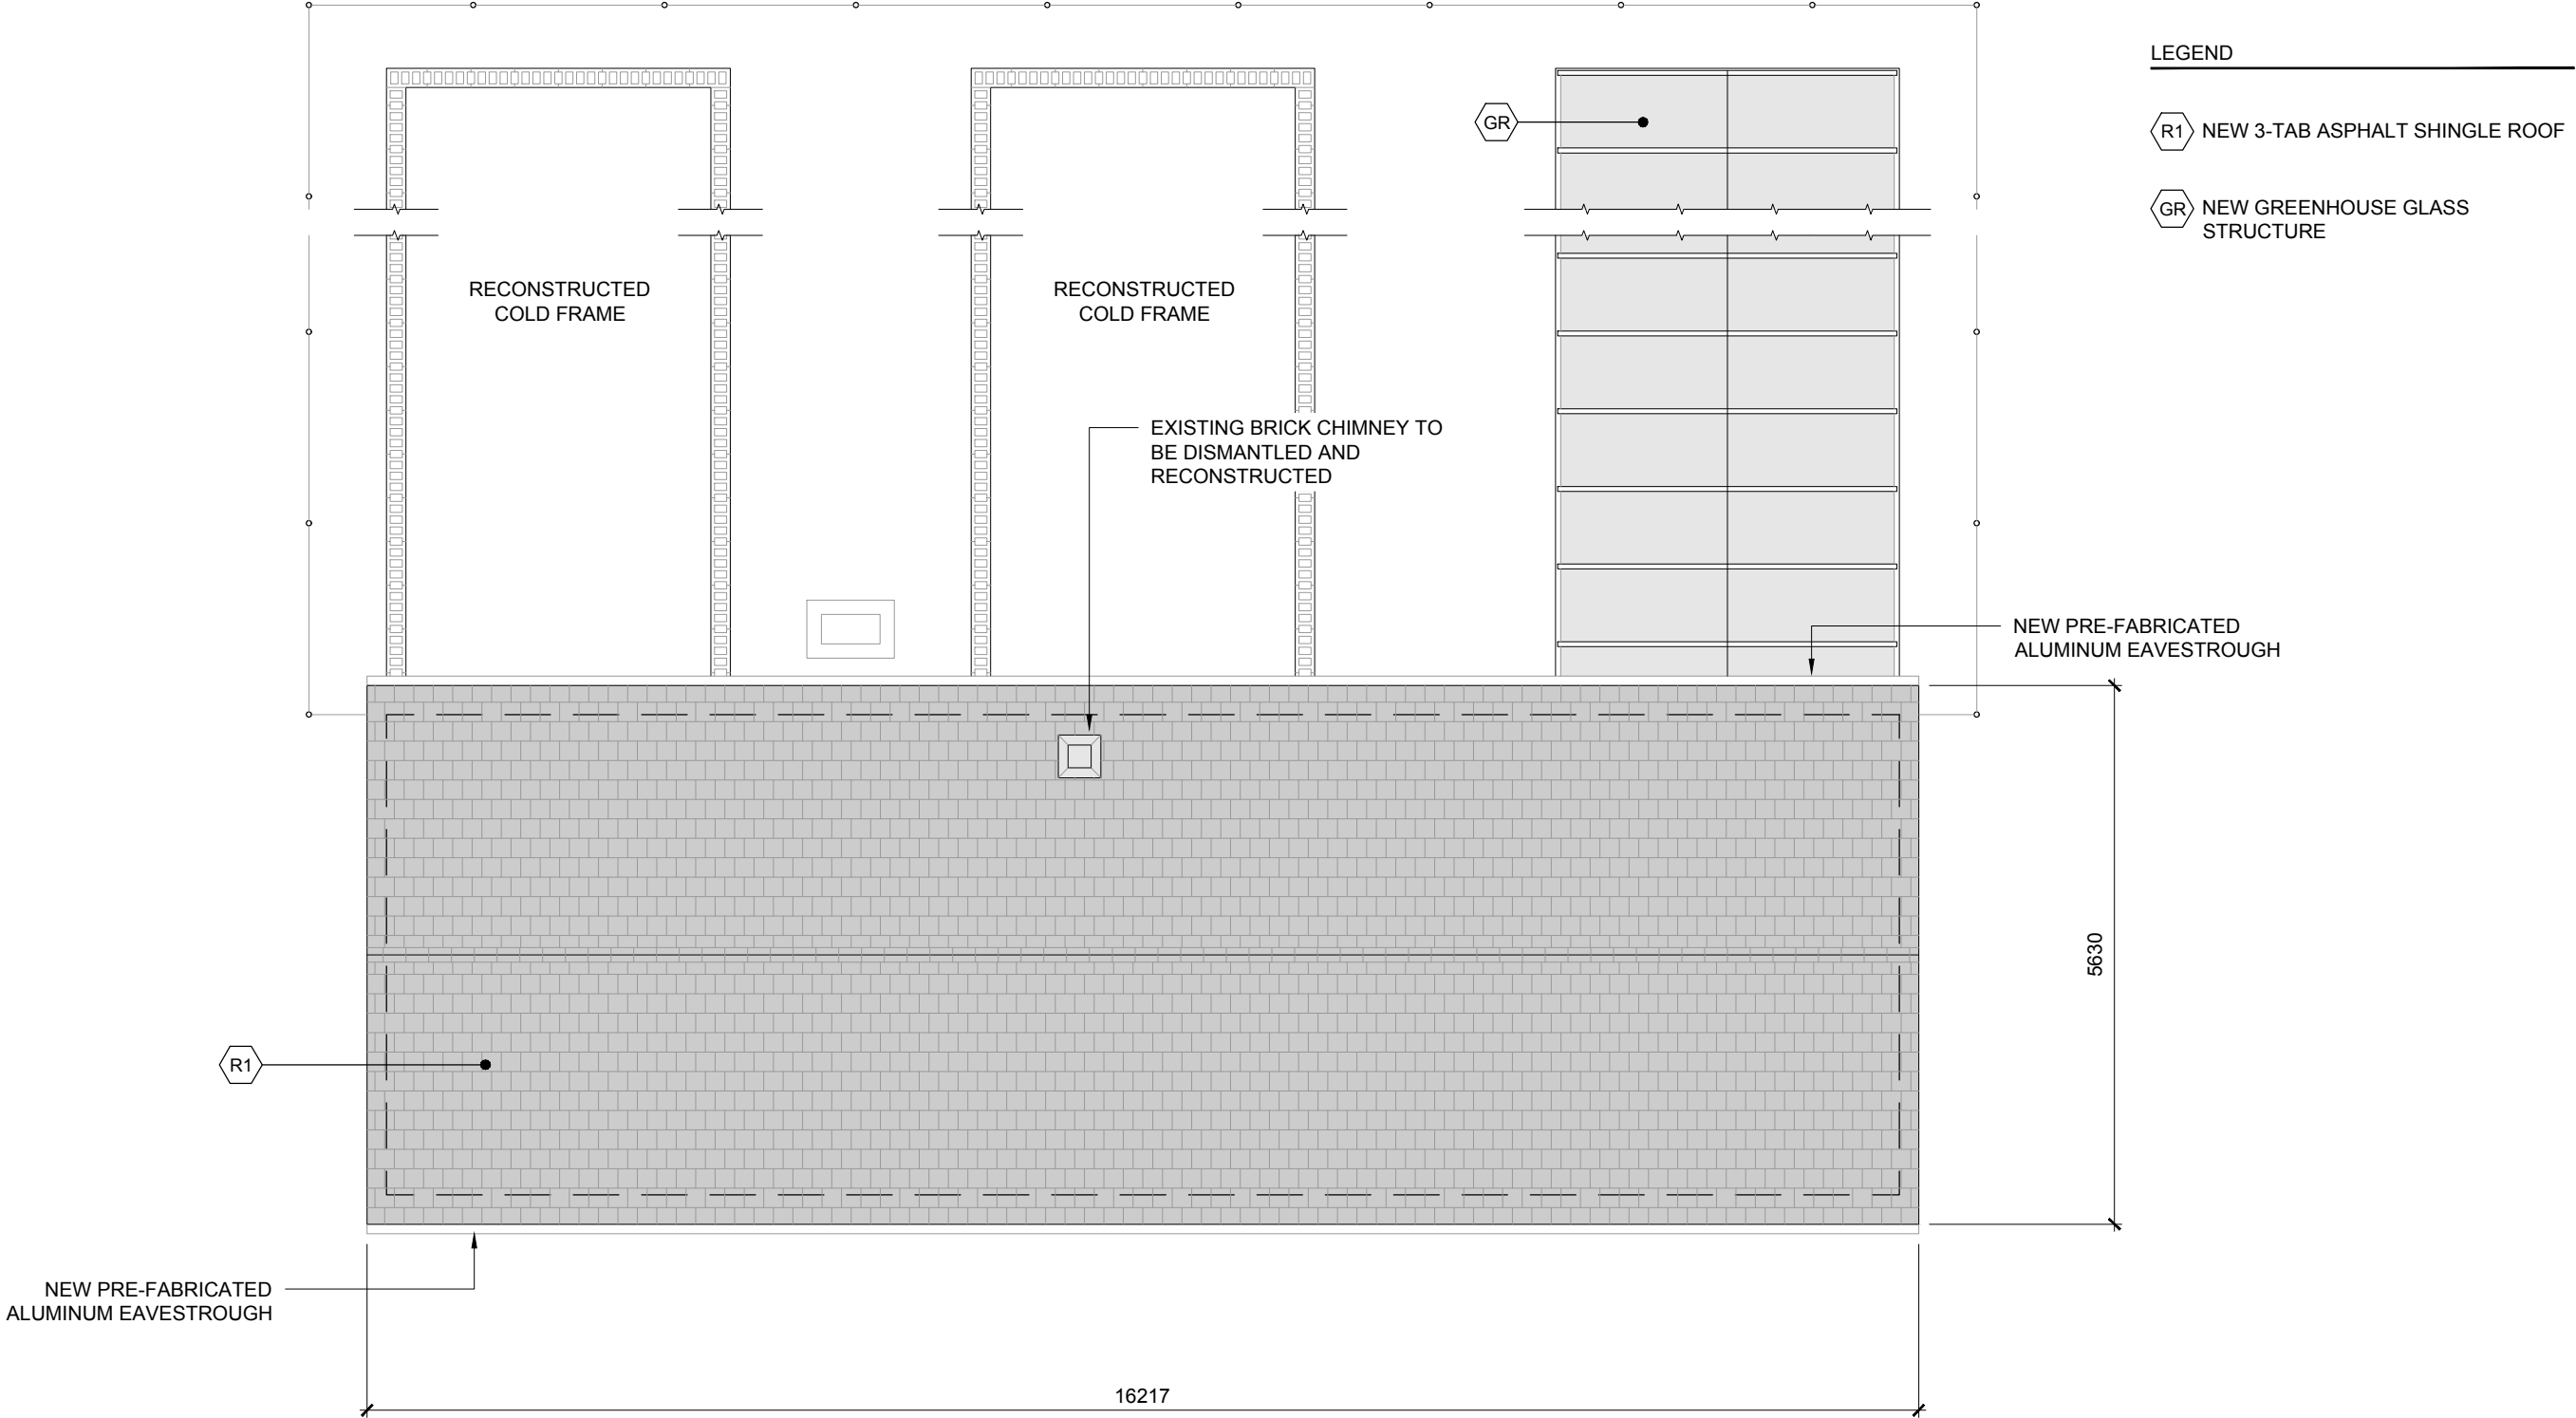 LEGEND
R1 NEW 3-TAB ASPHALT SHINGLE ROOF
GR NEW GREENHOUSE GLASS
STRUCTURE
GR
RECONSTRUCTED
COLD FRAME
RECONSTRUCTED
COLD FRAME
EXISTING BRICK CHIMNEY TO
BE DISMANTLED AND
RECONSTRUCTED
NEW PRE-FABRICATED
ALUMINUM EAVESTROUGH
5630
R1
NEW PRE-FABRICATED
ALUMINUM EAVESTROUGH
16217